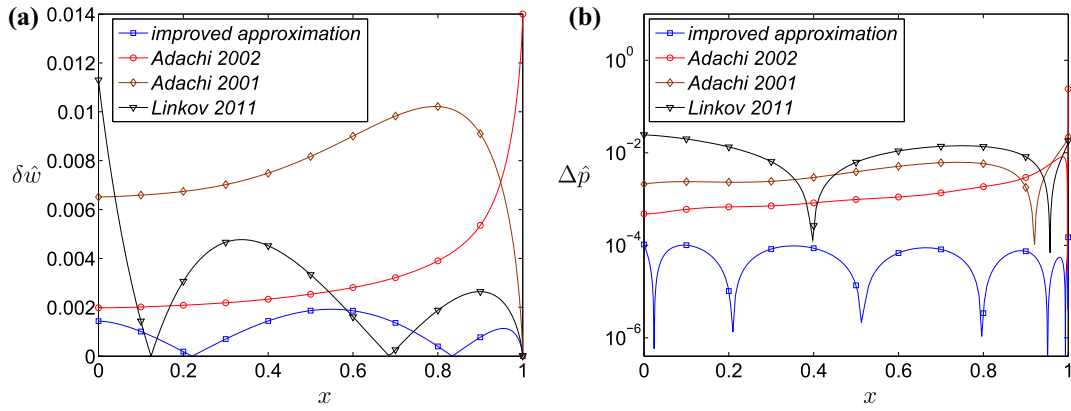 (a)
improved approximation
Adachi 2002
Adachi 2001
Linkov 2011
0.014
0.012
0.01
0.008
0.006
0.004
0.002
0
δŵ
0 0.2 0.4 0.6 0.8 1
x
(b)
improved approximation
Adachi 2002
Adachi 2001
Linkov 2011
10⁰
10⁻²
10⁻⁴
10⁻⁶
Δp̂
0 0.2 0.4 0.6 0.8 1
x